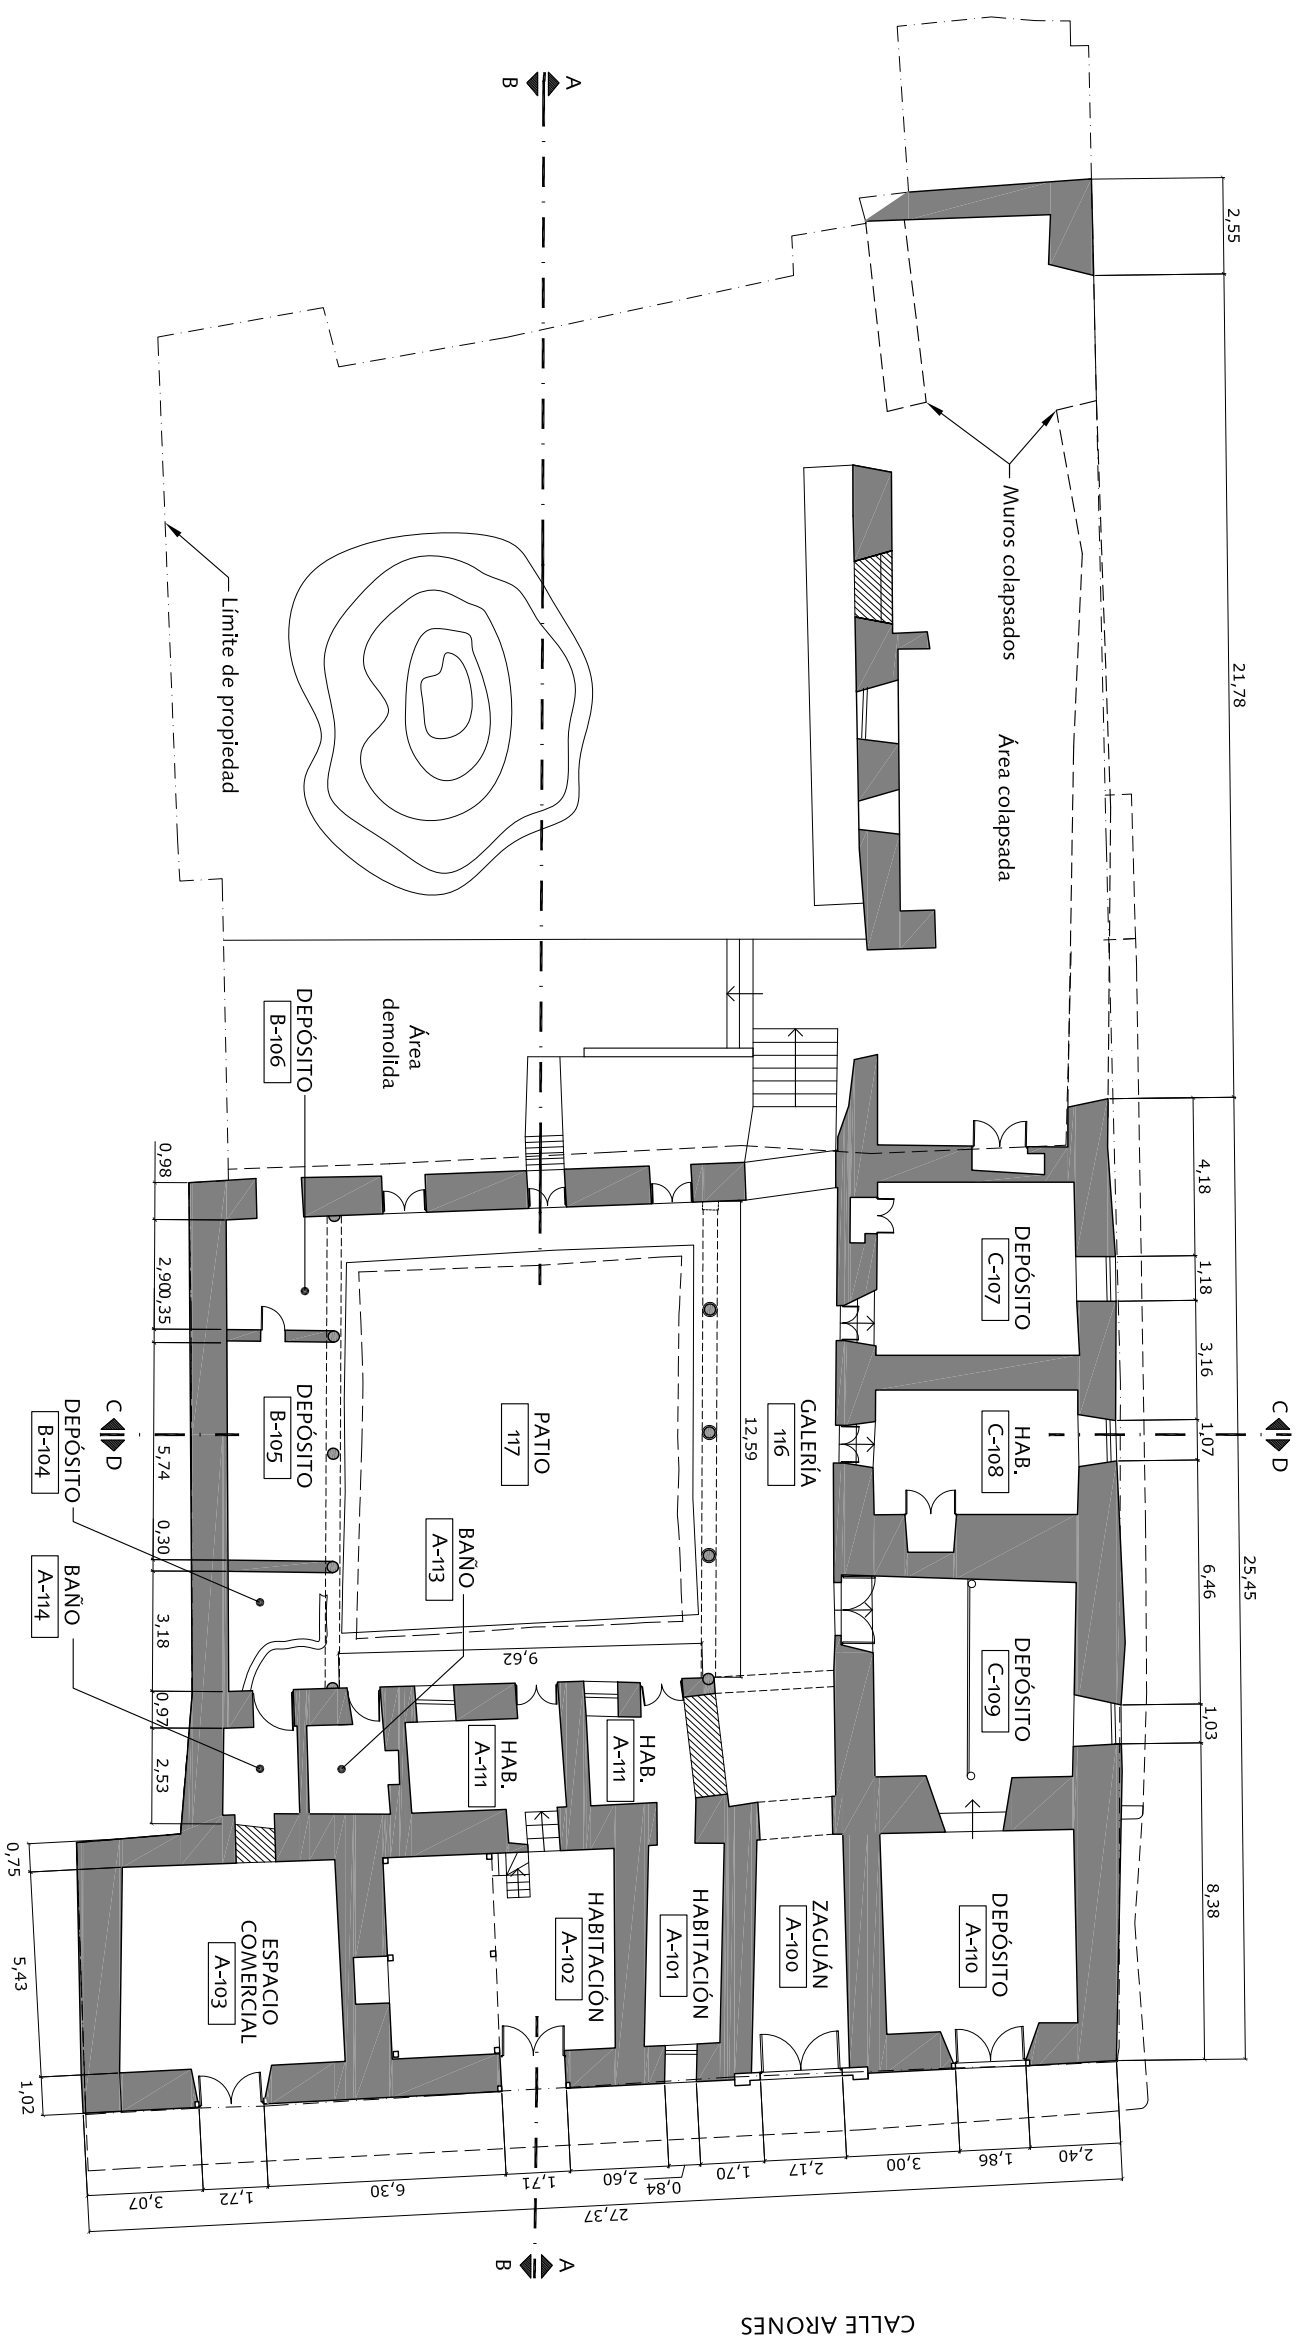 A
B
2,55
21,78
Muros colapsados
Área colapsada
Límite de propiedad
Área
demolida
DEPÓSITO
B-106
0,98
2,90
0,35
5,74
0,30
3,18
0,97
2,53
4,18
1,18
3,16
1,07
6,46
1,03
8,38
25,45
DEPÓSITO
C-107
HAB.
C-108
DEPÓSITO
C-109
DEPÓSITO
A-110
GALERÍA
116
12,59
PATIO
117
9,62
DEPÓSITO
B-105
C
D
C
D
DEPÓSITO
B-104
BAÑO
A-114
BAÑO
A-113
HAB.
A-111
HAB.
A-111
ZAGUÁN
A-100
HABITACIÓN
A-101
HABITACIÓN
A-102
ESPACIO
COMERCIAL
A-103
0,75
5,43
1,02
3,07
1,72
6,30
1,71
2,60
0,84
1,70
2,17
3,00
1,86
2,40
27,37
A
B
CALLE ARONES